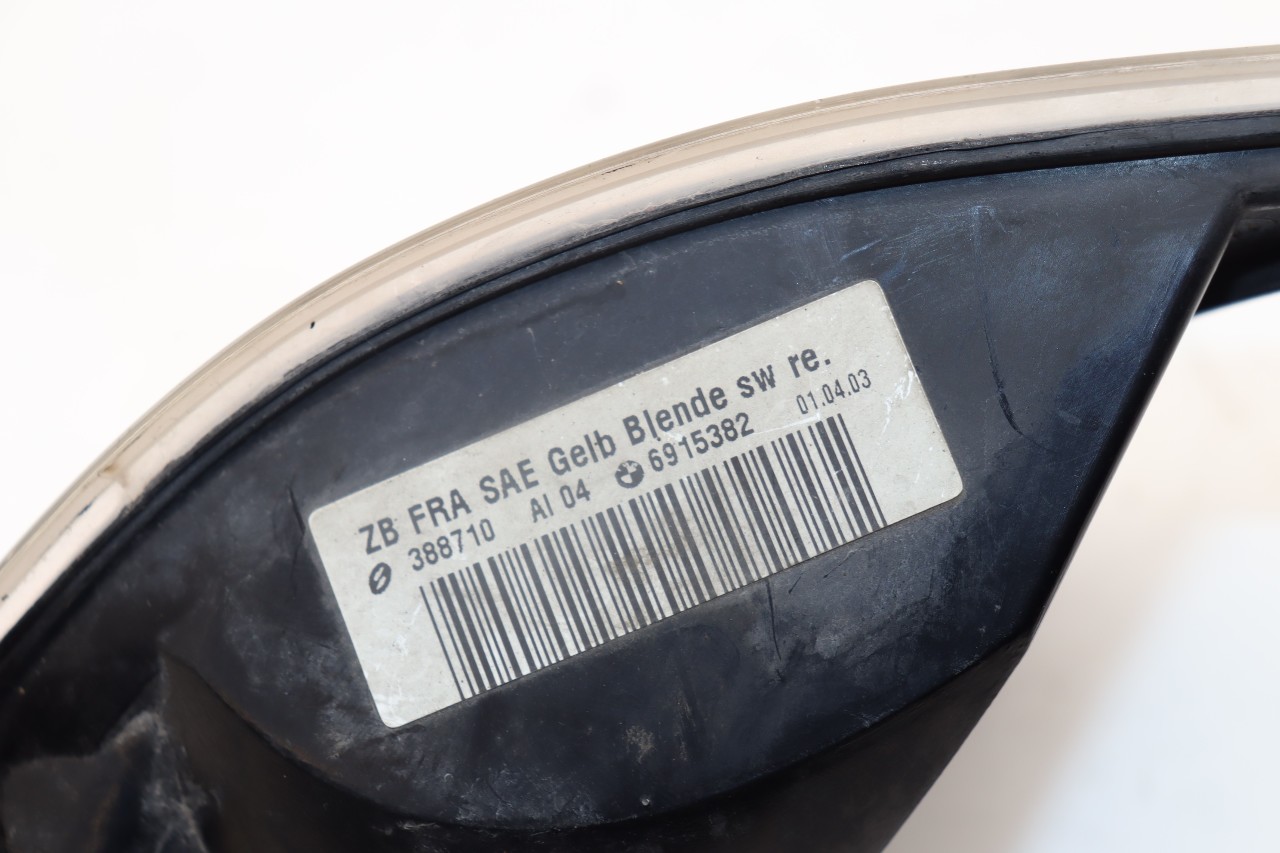 ZB FRA SAE Gelb Blende sw re.
388710 AI 04 6915382 01.04.03